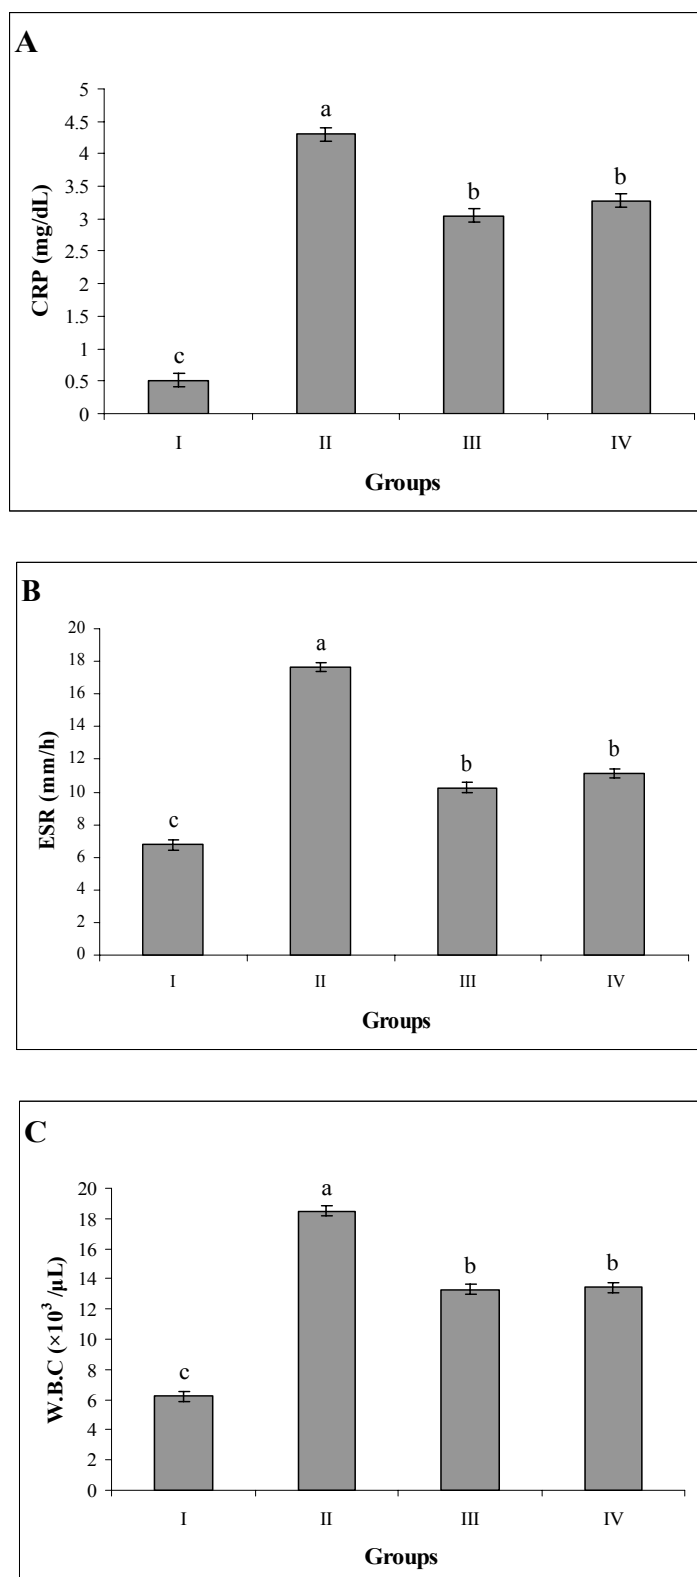 A
5
4.5
4
3.5
3
2.5
2
1.5
1
0.5
0
CRP (mg/dL)
c
a
b
b
I II III IV
Groups
B
20
18
16
14
12
10
8
6
4
2
0
ESR (mm/h)
c
a
b
b
I II III IV
Groups
C
20
18
16
14
12
10
8
6
4
2
0
W.B.C (×10³ /µL)
c
a
b
b
I II III IV
Groups